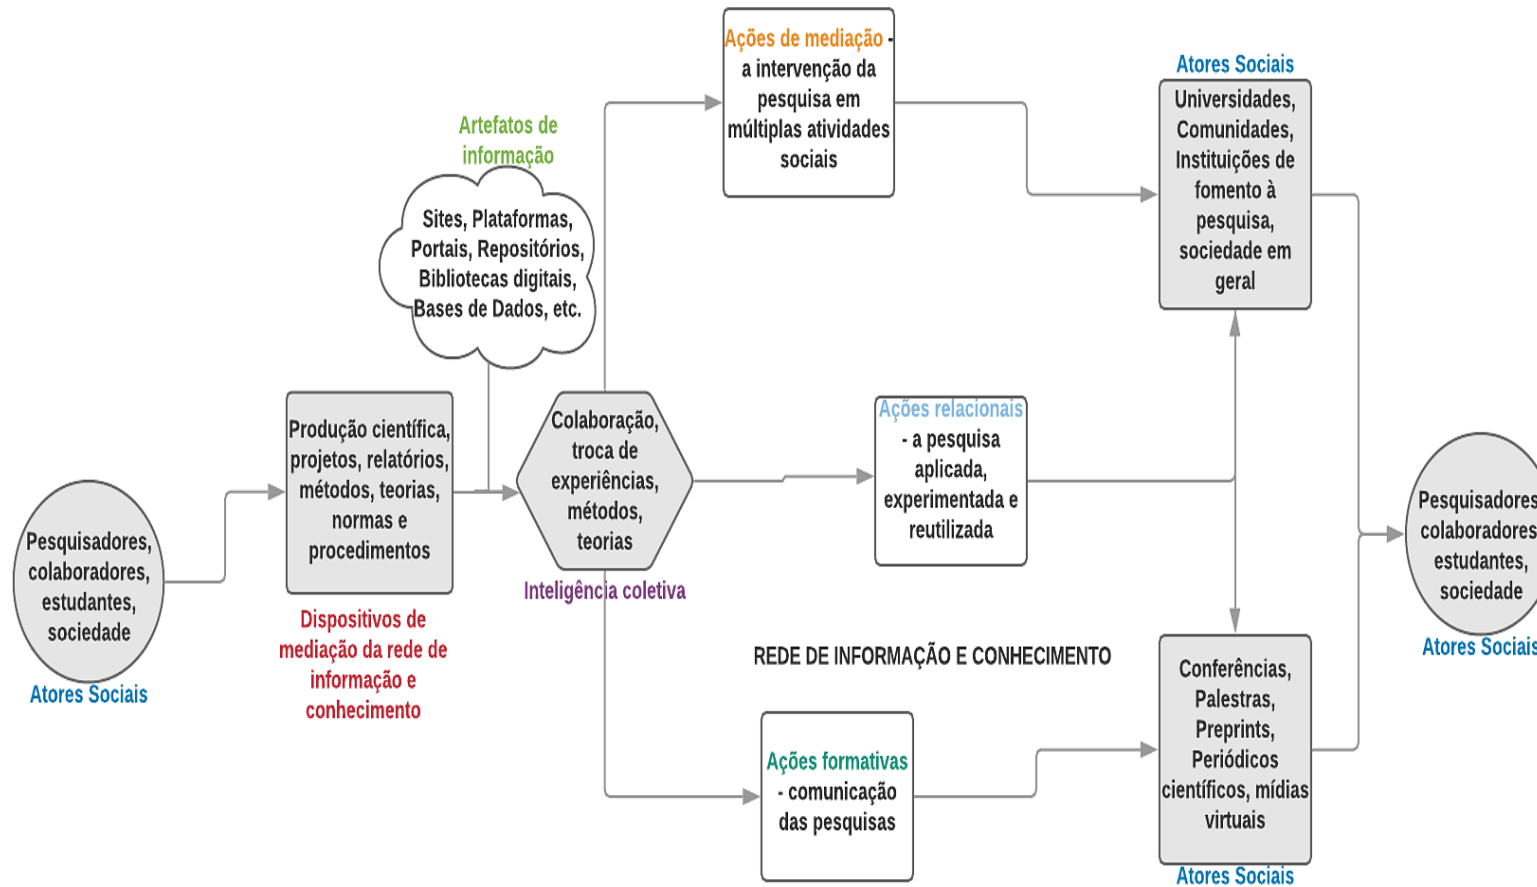 Pesquisadores,
colaboradores,
estudantes,
sociedade
Atores Sociais
Produção científica,
projetos, relatórios,
métodos, teorias,
normas e
procedimentos
Dispositivos de
mediação da rede de
informação e
conhecimento
Artefatos de
informação
Sites, Plataformas,
Portais, Repositórios,
Bibliotecas digitais,
Bases de Dados, etc.
Colaboração,
troca de
experiências,
métodos,
teorias
Inteligência coletiva
Ações de mediação -
a intervenção da
pesquisa em
múltiplas atividades
sociais
Ações relacionais
- a pesquisa
aplicada,
experimentada e
reutilizada
REDE DE INFORMAÇÃO E CONHECIMENTO
Ações formativas
- comunicação
das pesquisas
Atores Sociais
Universidades,
Comunidades,
Instituições de
fomento à
pesquisa,
sociedade em
geral
Conferências,
Palestras,
Preprints,
Periódicos
científicos, mídias
virtuais
Atores Sociais
Pesquisadores
colaboradores
estudantes,
sociedade
Atores Sociais